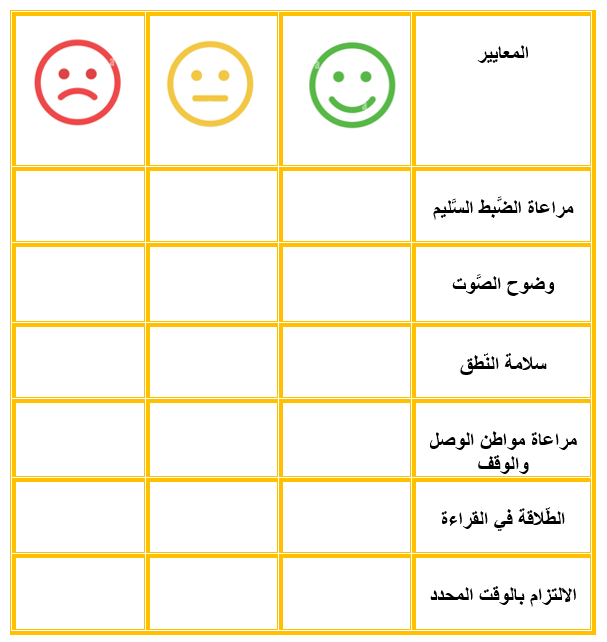 المعايير
مراعاة الضَّبط السَّليم
وضوح الصَّوت
سلامة النّطق
مراعاة مواطن الوصل
والوقف
الطّلاقة في القراءة
الالتزام بالوقت المحدد